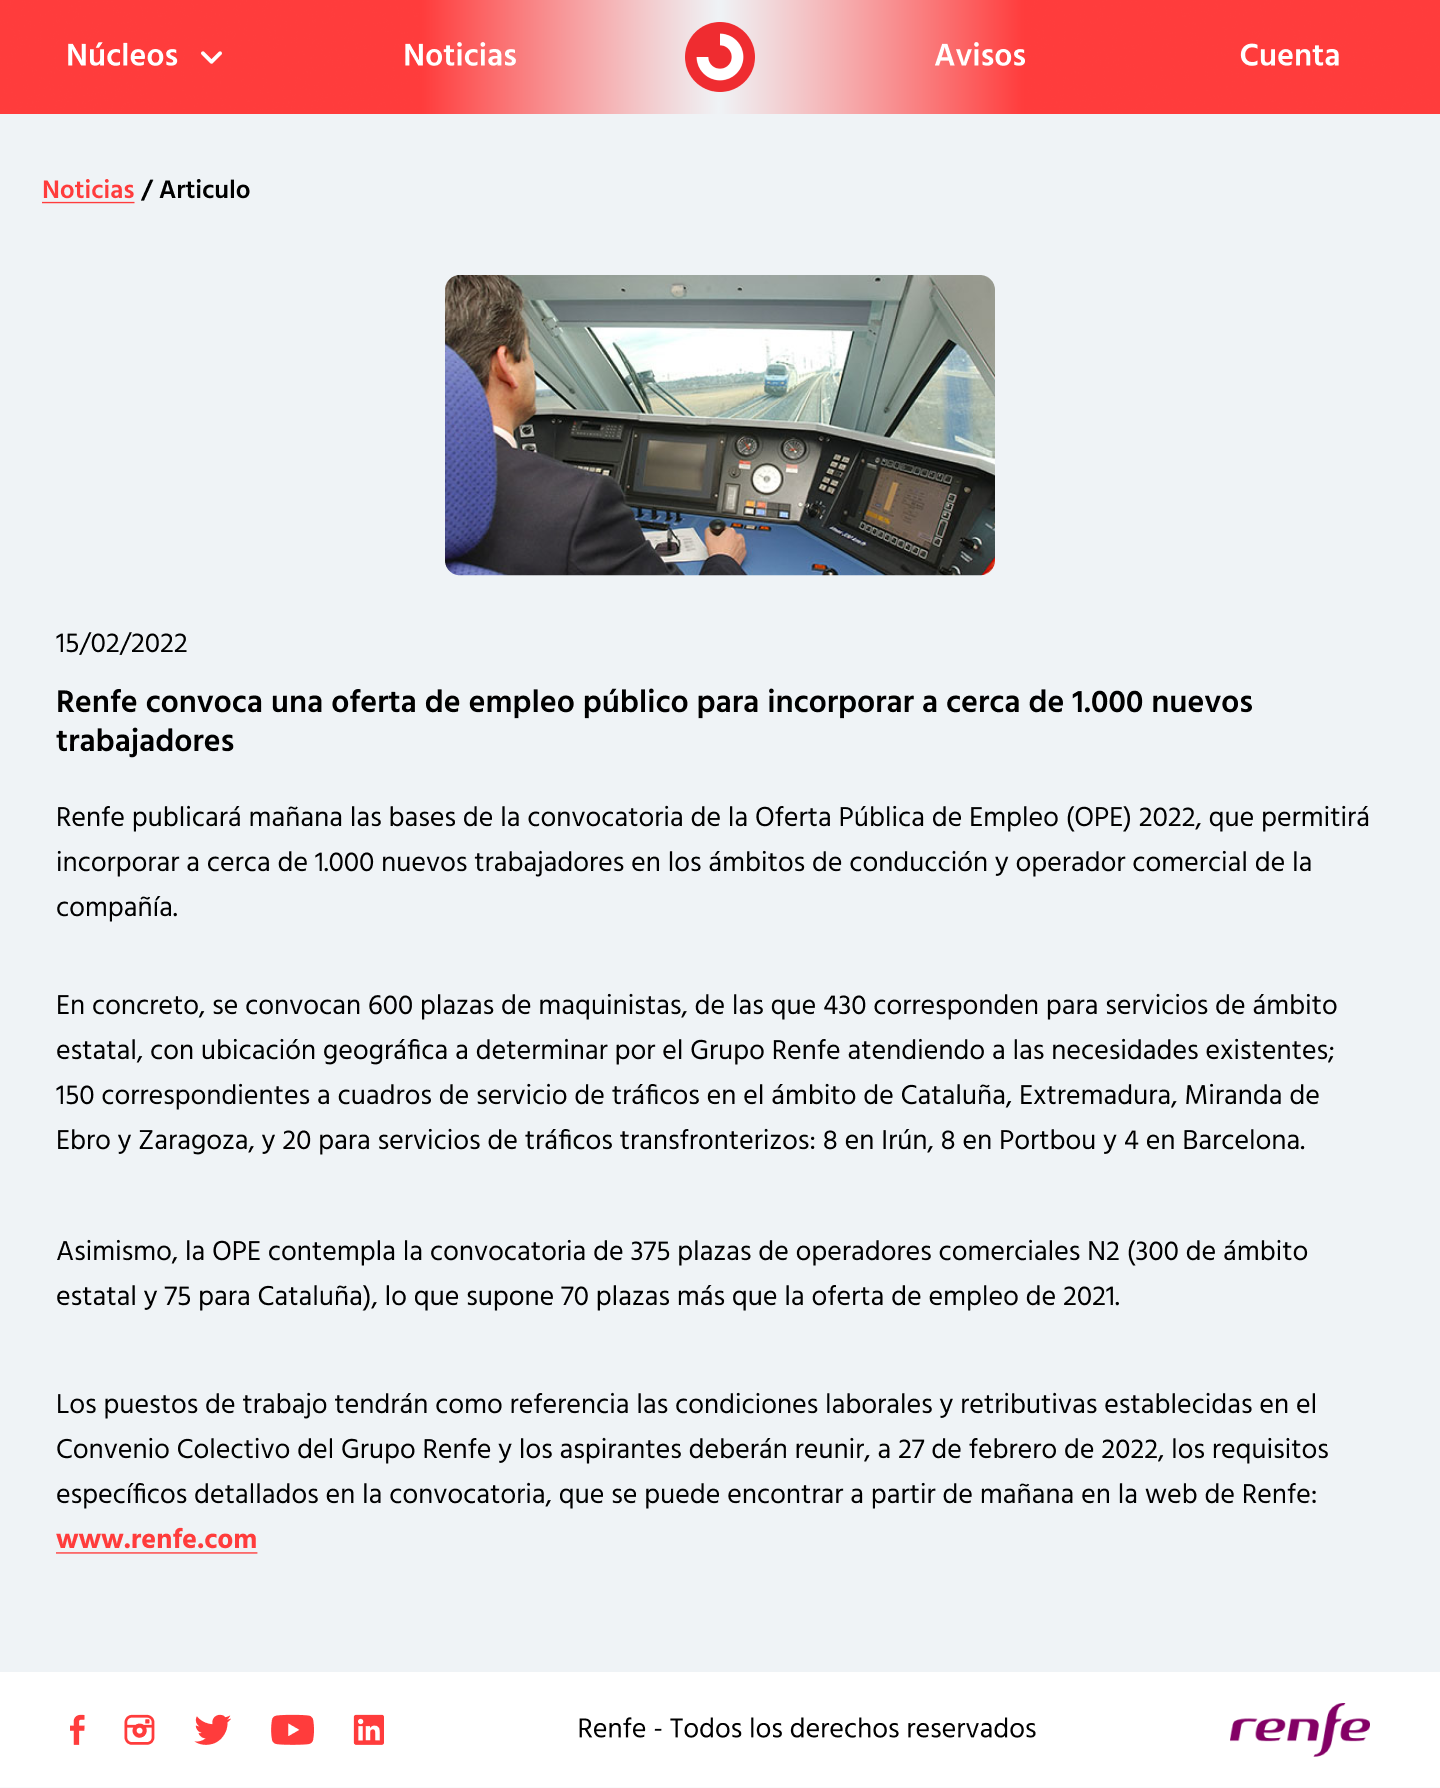 Núcleos
Noticias
Avisos
Cuenta
Noticias / Articulo
15/02/2022
Renfe convoca una oferta de empleo público para incorporar a cerca de 1.000 nuevos
trabajadores
Renfe publicará mañana las bases de la convocatoria de la Oferta Pública de Empleo (OPE) 2022, que permitirá
incorporar a cerca de 1.000 nuevos trabajadores en los ámbitos de conducción y operador comercial de la
compañía.
En concreto, se convocan 600 plazas de maquinistas, de las que 430 corresponden para servicios de ámbito
estatal, con ubicación geográfica a determinar por el Grupo Renfe atendiendo a las necesidades existentes;
150 correspondientes a cuadros de servicio de tráficos en el ámbito de Cataluña, Extremadura, Miranda de
Ebro y Zaragoza, y 20 para servicios de tráficos transfronterizos: 8 en Irún, 8 en Portbou y 4 en Barcelona.
Asimismo, la OPE contempla la convocatoria de 375 plazas de operadores comerciales N2 (300 de ámbito
estatal y 75 para Cataluña), lo que supone 70 plazas más que la oferta de empleo de 2021.
Los puestos de trabajo tendrán como referencia las condiciones laborales y retributivas establecidas en el
Convenio Colectivo del Grupo Renfe y los aspirantes deberán reunir, a 27 de febrero de 2022, los requisitos
específicos detallados en la convocatoria, que se puede encontrar a partir de mañana en la web de Renfe:
www.renfe.com
Renfe - Todos los derechos reservados
renfe